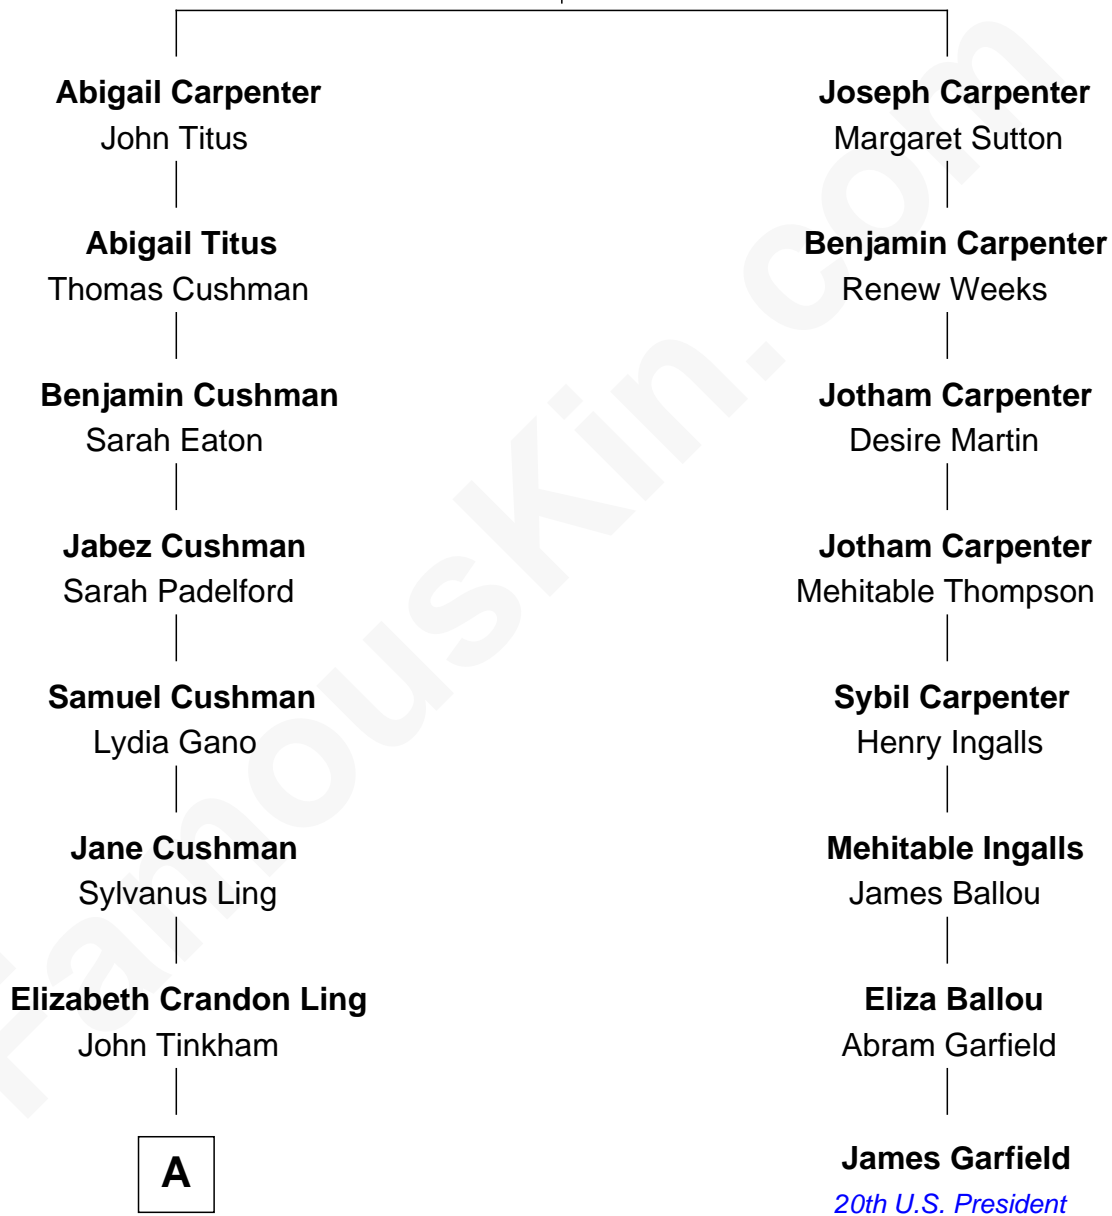 Abigail Carpenter
John Titus
Joseph Carpenter
Margaret Sutton
Abigail Titus
Thomas Cushman
Benjamin Carpenter
Renew Weeks
Benjamin Cushman
Sarah Eaton
Jotham Carpenter
Desire Martin
Jabez Cushman
Sarah Padelford
Jotham Carpenter
Mehitable Thompson
Samuel Cushman
Lydia Gano
Sybil Carpenter
Henry Ingalls
Jane Cushman
Sylvanus Ling
Mehitable Ingalls
James Ballou
Elizabeth Crandon Ling
John Tinkham
Eliza Ballou
Abram Garfield
A
James Garfield
20th U.S. President
FamousKin.com